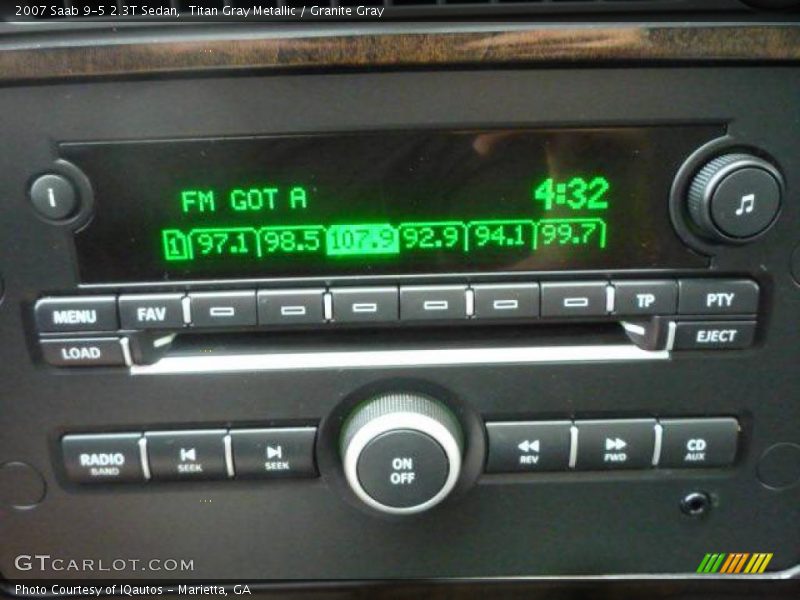 2007 Saab 9-5 2.3T Sedan,  Titan Gray Metallic / Granite Gray
i
FM GOT A 4:32
1 97.1 98.5 107.9 92.9 94.1 99.7
MENU FAV TP PTY
LOAD EJECT
RADIO BAND SEEK SEEK ON OFF REV FWD CD AUX
GTCARLOT.COM
Photo Courtesy of IQautos - Marietta, GA